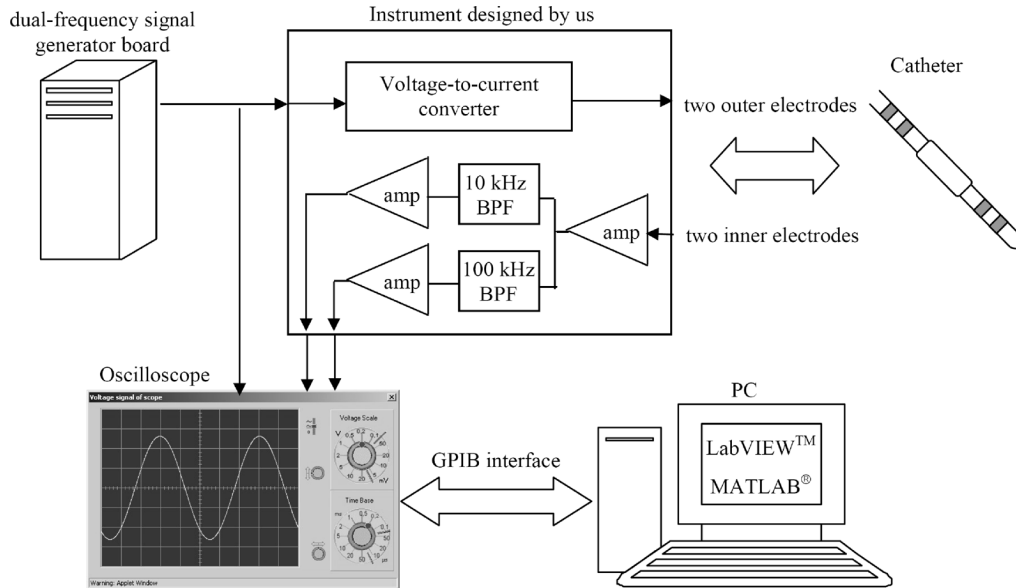 dual-frequency signal
generator board
Instrument designed by us
Voltage-to-current
converter
Catheter
two outer electrodes
amp
10 kHz
BPF
amp
two inner electrodes
amp
100 kHz
BPF
Oscilloscope
Voltage signal of scope
Voltage Scale
V
mV
Time Base
ms
Warning: Applet Window
GPIB interface
PC
LabVIEW™
MATLAB®